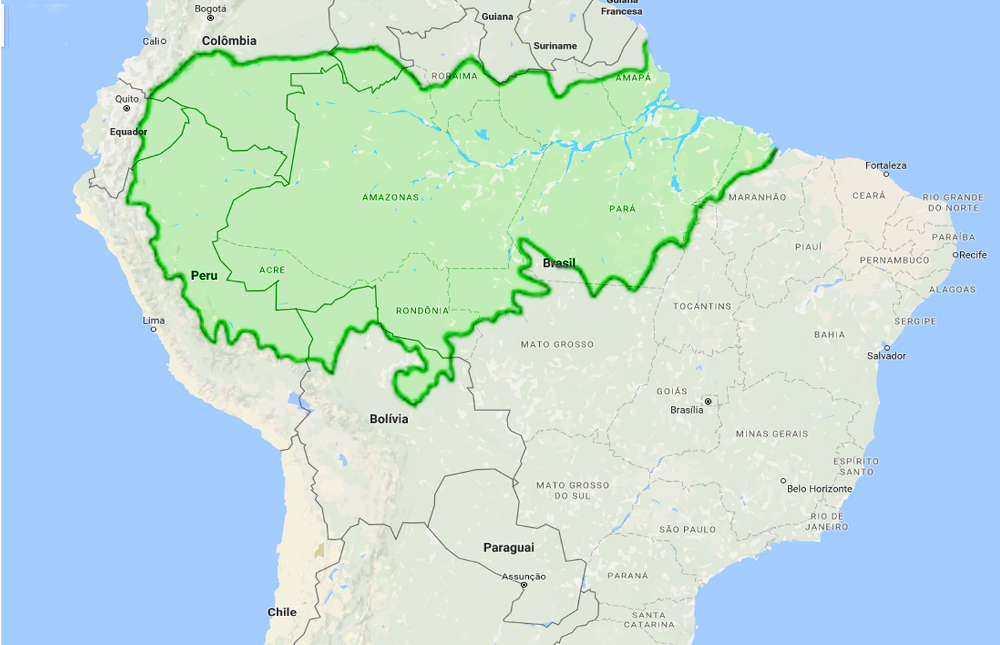 Bogotá
Cali
Colômbia
Guiana
Guiana
Francesa
Suriname
RORAIMA
AMAPÁ
Quito
Equador
AMAZONAS
PARÁ
Fortaleza
MARANHÃO
CEARÁ
RIO GRANDE
DO NORTE
PARAÍBA
PIAUÍ
PERNAMBUCO
Recife
Peru
ACRE
Brasil
ALAGOAS
TOCANTINS
RONDÔNIA
SERGIPE
Lima
MATO GROSSO
BAHIA
Salvador
GOIÁS
Brasília
Bolívia
MINAS GERAIS
ESPÍRITO
SANTO
MATO GROSSO
DO SUL
Belo Horizonte
RIO DE
JANEIRO
SÃO PAULO
Paraguai
Assunção
PARANÁ
Chile
SANTA
CATARINA